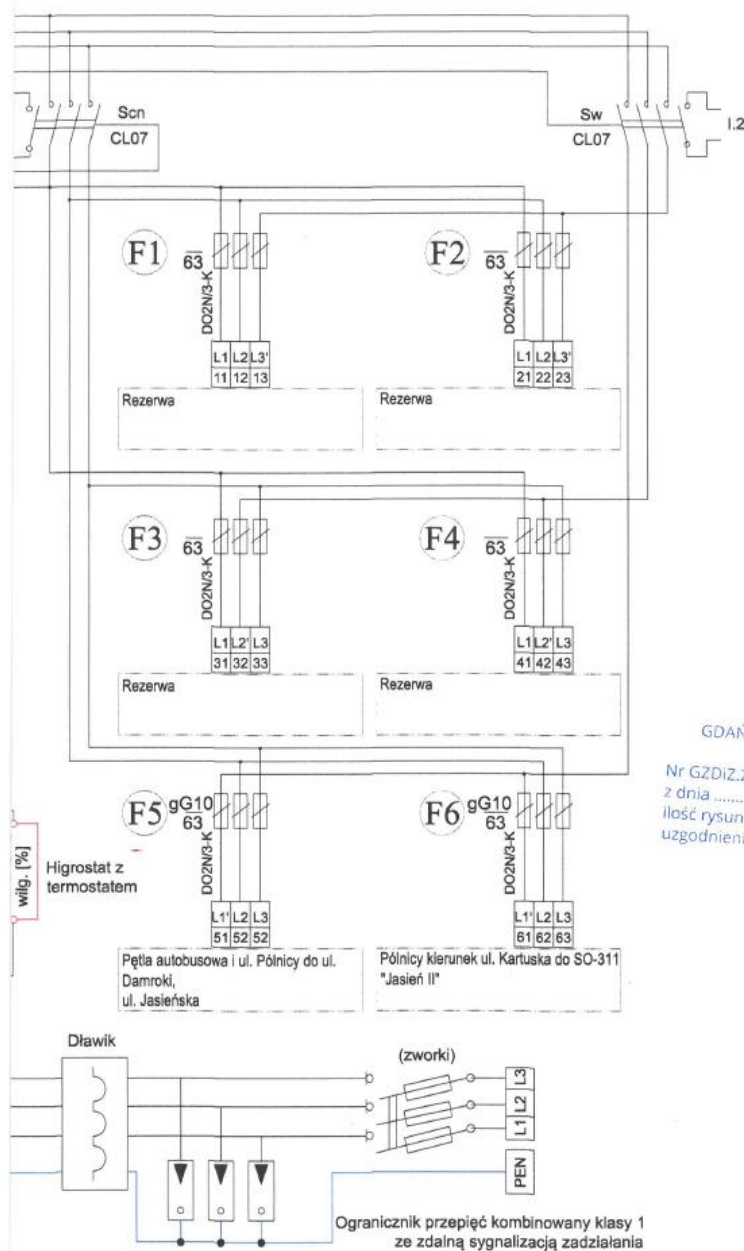 Scn
CL07
Sw
CL07
I.2
F1
63
DO2N/3-K
L1 L2 L3'
11 12 13
Rezerwa
F2
63
DO2N/3-K
L1 L2 L3'
21 22 23
Rezerwa
F3
63
DO2N/3-K
L1 L2' L3
31 32 33
Rezerwa
F4
63
DO2N/3-K
L1 L2' L3
41 42 43
Rezerwa
GDAŃ
Nr GZDiZ.Z
z dnia ........
ilość rysun
uzgodnieni
F5
gG10
63
DO2N/3-K
L1' L2 L3
51 52 52
Pętla autobusowa i ul. Pólnicy do ul.
Damroki,
ul. Jasieńska
F6
gG10
63
DO2N/3-K
L1' L2 L3
61 62 63
Pólnicy kierunek ul. Kartuska do SO-311
"Jasień II"
wilg. [%]
Higrostat z
termostatem
Dławik
(zworki)
L3
L2
L1
PEN
Ogranicznik przepięć kombinowany klasy 1
ze zdalną sygnalizacją zadziałania